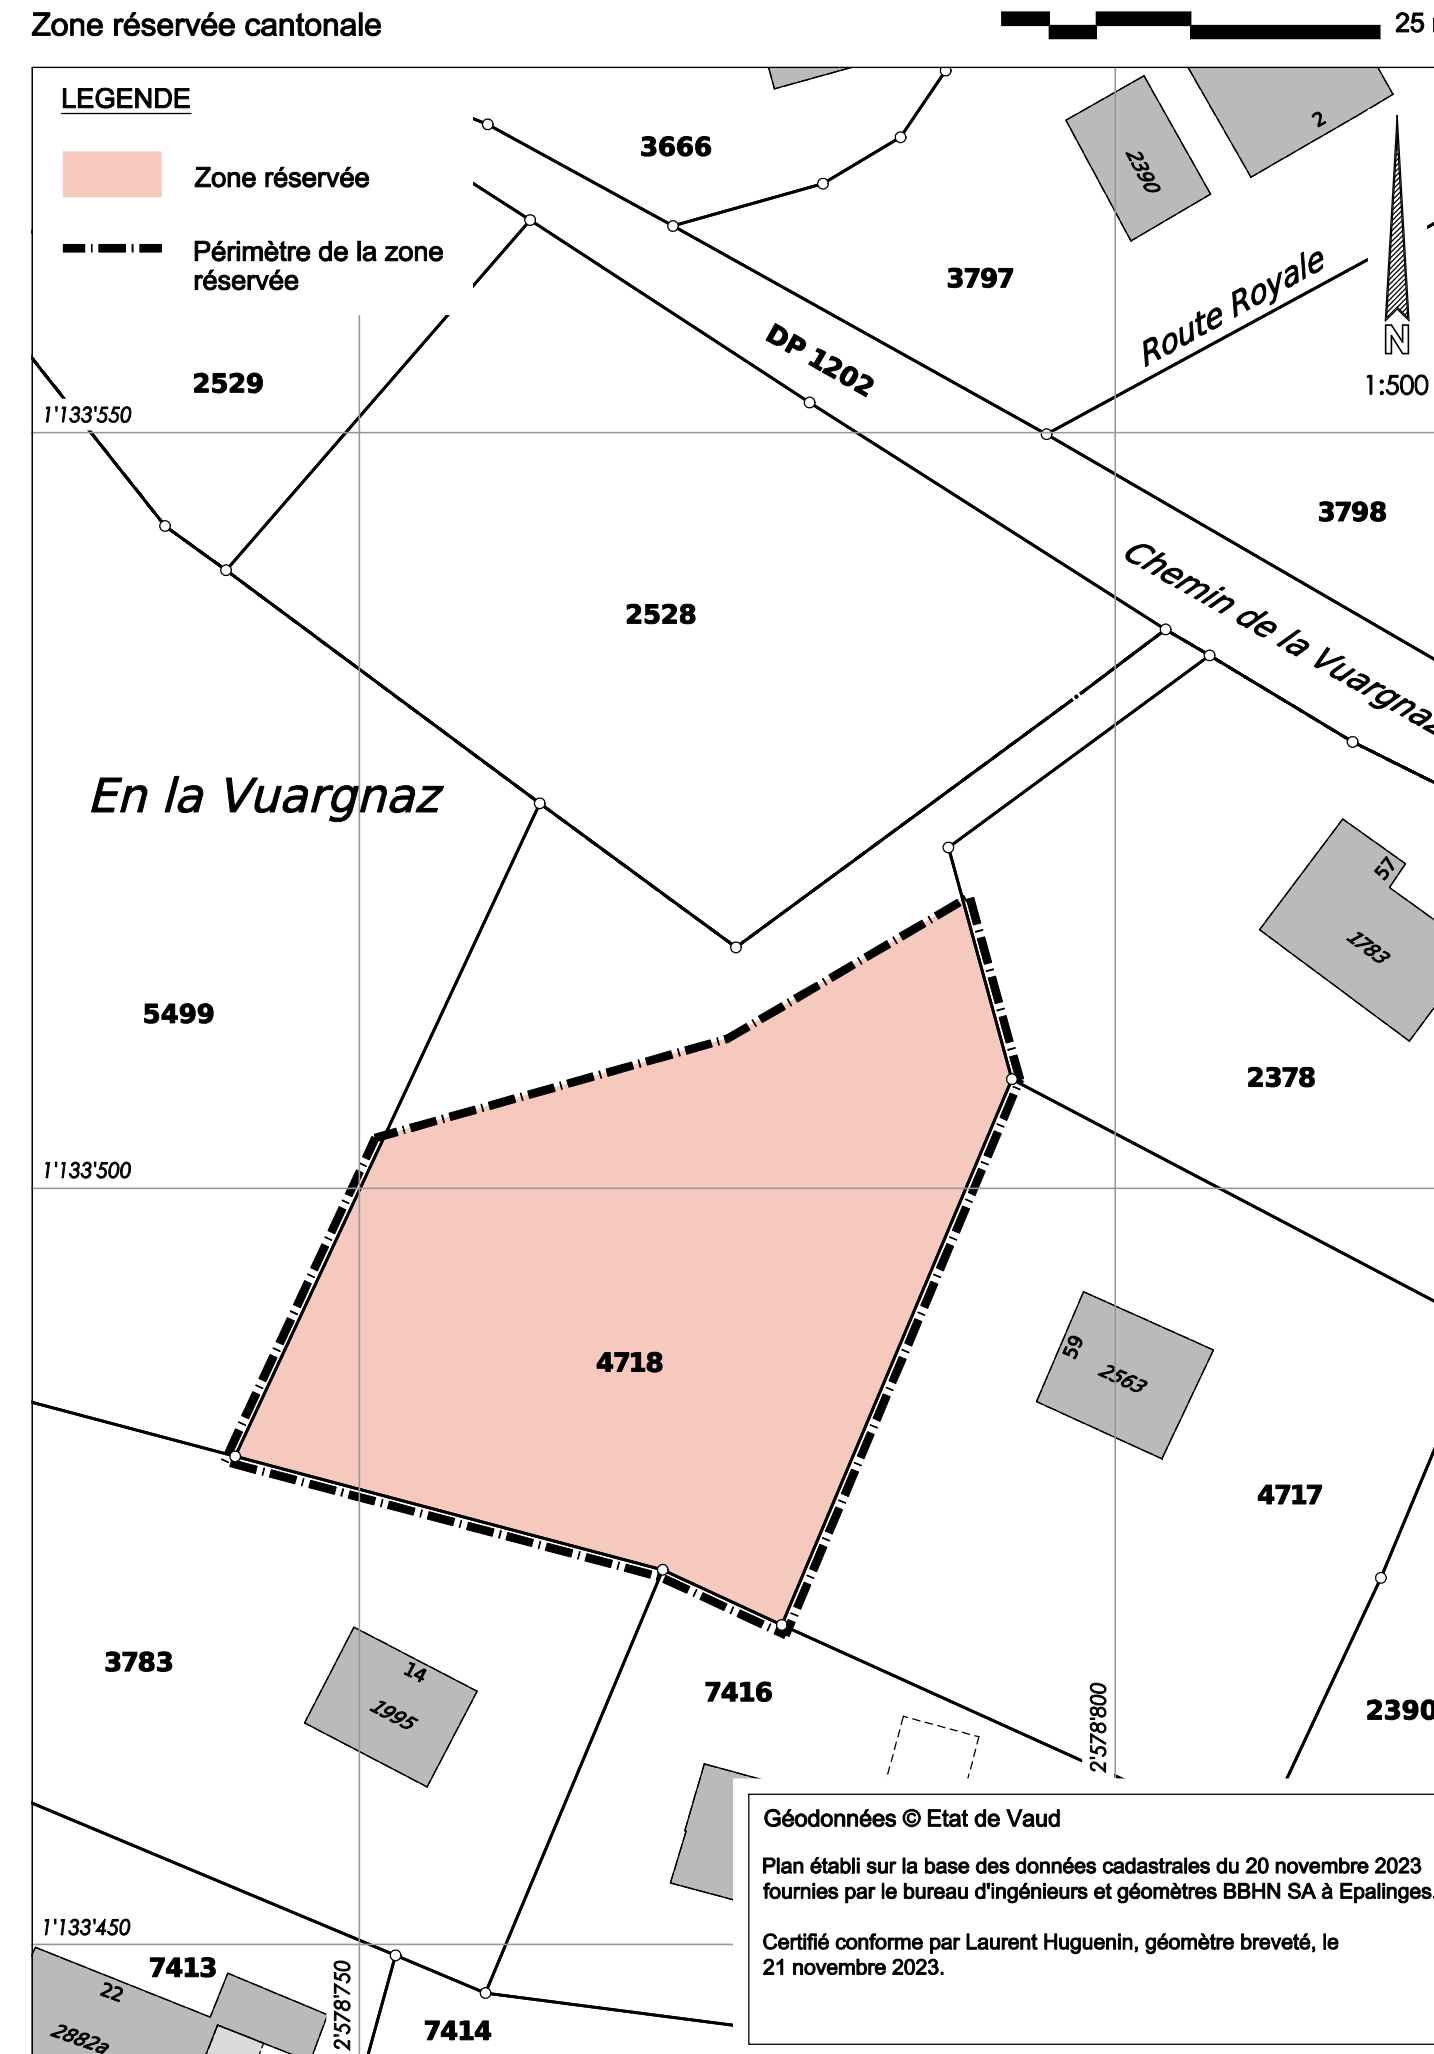 Zone réservée cantonale
25
LEGENDE
Zone réservée
Périmètre de la zone
réservée
3666
2
2390
3797
Route Royale
DP 1202
N
1:500
2529
1'133'550
3798
Chemin de la Vuargnaz
2528
En la Vuargnaz
57
1783
5499
2378
1'133'500
4718
59
2563
4717
3783
14
1995
7416
2'578'800
2390
Géodonnées © Etat de Vaud
Plan établi sur la base des données cadastrales du 20 novembre 2023
fournies par le bureau d'ingénieurs et géomètres BBHN SA à Epalinges.
Certifié conforme par Laurent Huguenin, géomètre breveté, le
21 novembre 2023.
1'133'450
7413
22
2882a
2'578'750
7414